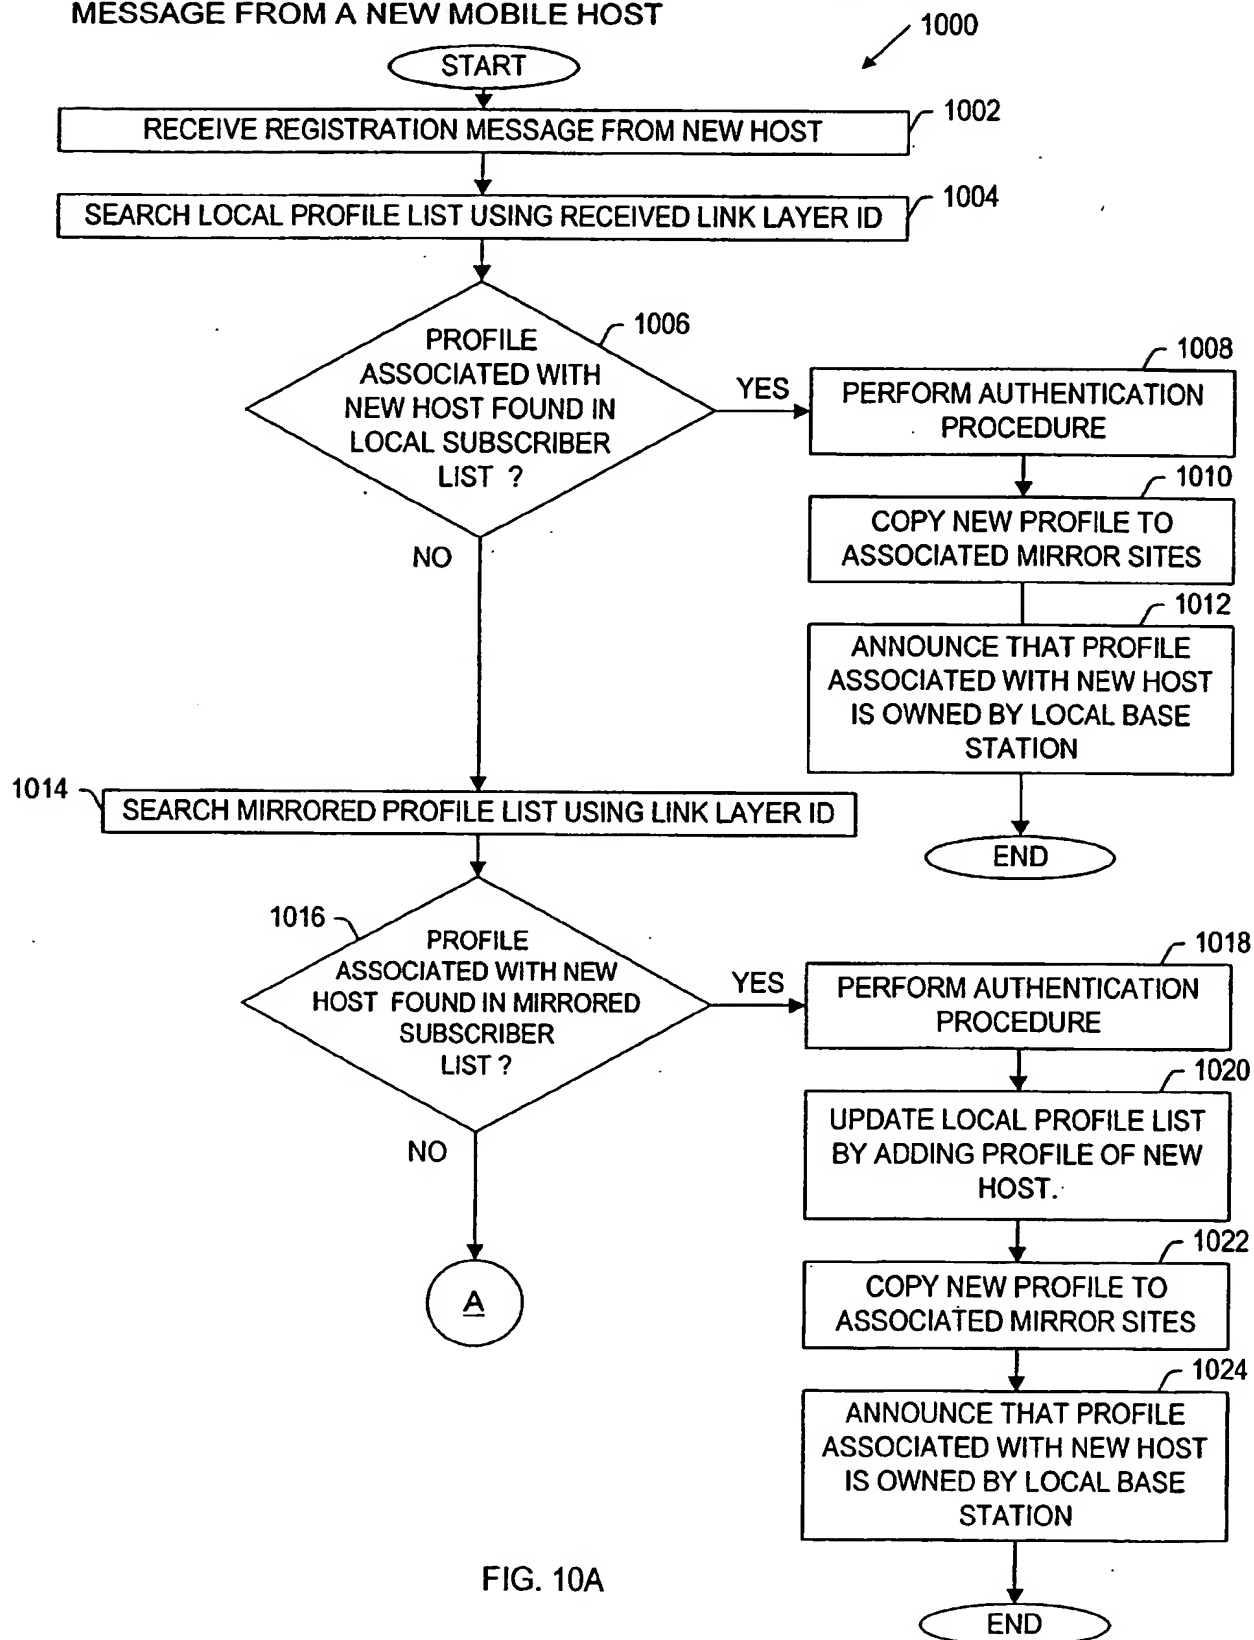 MESSAGE FROM A NEW MOBILE HOST
1000
START
1002
RECEIVE REGISTRATION MESSAGE FROM NEW HOST
1004
SEARCH LOCAL PROFILE LIST USING RECEIVED LINK LAYER ID
1006
PROFILE
ASSOCIATED WITH
NEW HOST FOUND IN
LOCAL SUBSCRIBER
LIST ?
YES
1008
PERFORM AUTHENTICATION
PROCEDURE
1010
COPY NEW PROFILE TO
ASSOCIATED MIRROR SITES
1012
ANNOUNCE THAT PROFILE
ASSOCIATED WITH NEW HOST
IS OWNED BY LOCAL BASE
STATION
END
NO
1014
SEARCH MIRRORED PROFILE LIST USING LINK LAYER ID
1016
PROFILE
ASSOCIATED WITH NEW
HOST FOUND IN MIRRORED
SUBSCRIBER
LIST ?
YES
1018
PERFORM AUTHENTICATION
PROCEDURE
1020
UPDATE LOCAL PROFILE LIST
BY ADDING PROFILE OF NEW
HOST.
1022
COPY NEW PROFILE TO
ASSOCIATED MIRROR SITES
1024
ANNOUNCE THAT PROFILE
ASSOCIATED WITH NEW HOST
IS OWNED BY LOCAL BASE
STATION
END
NO
A
FIG. 10A